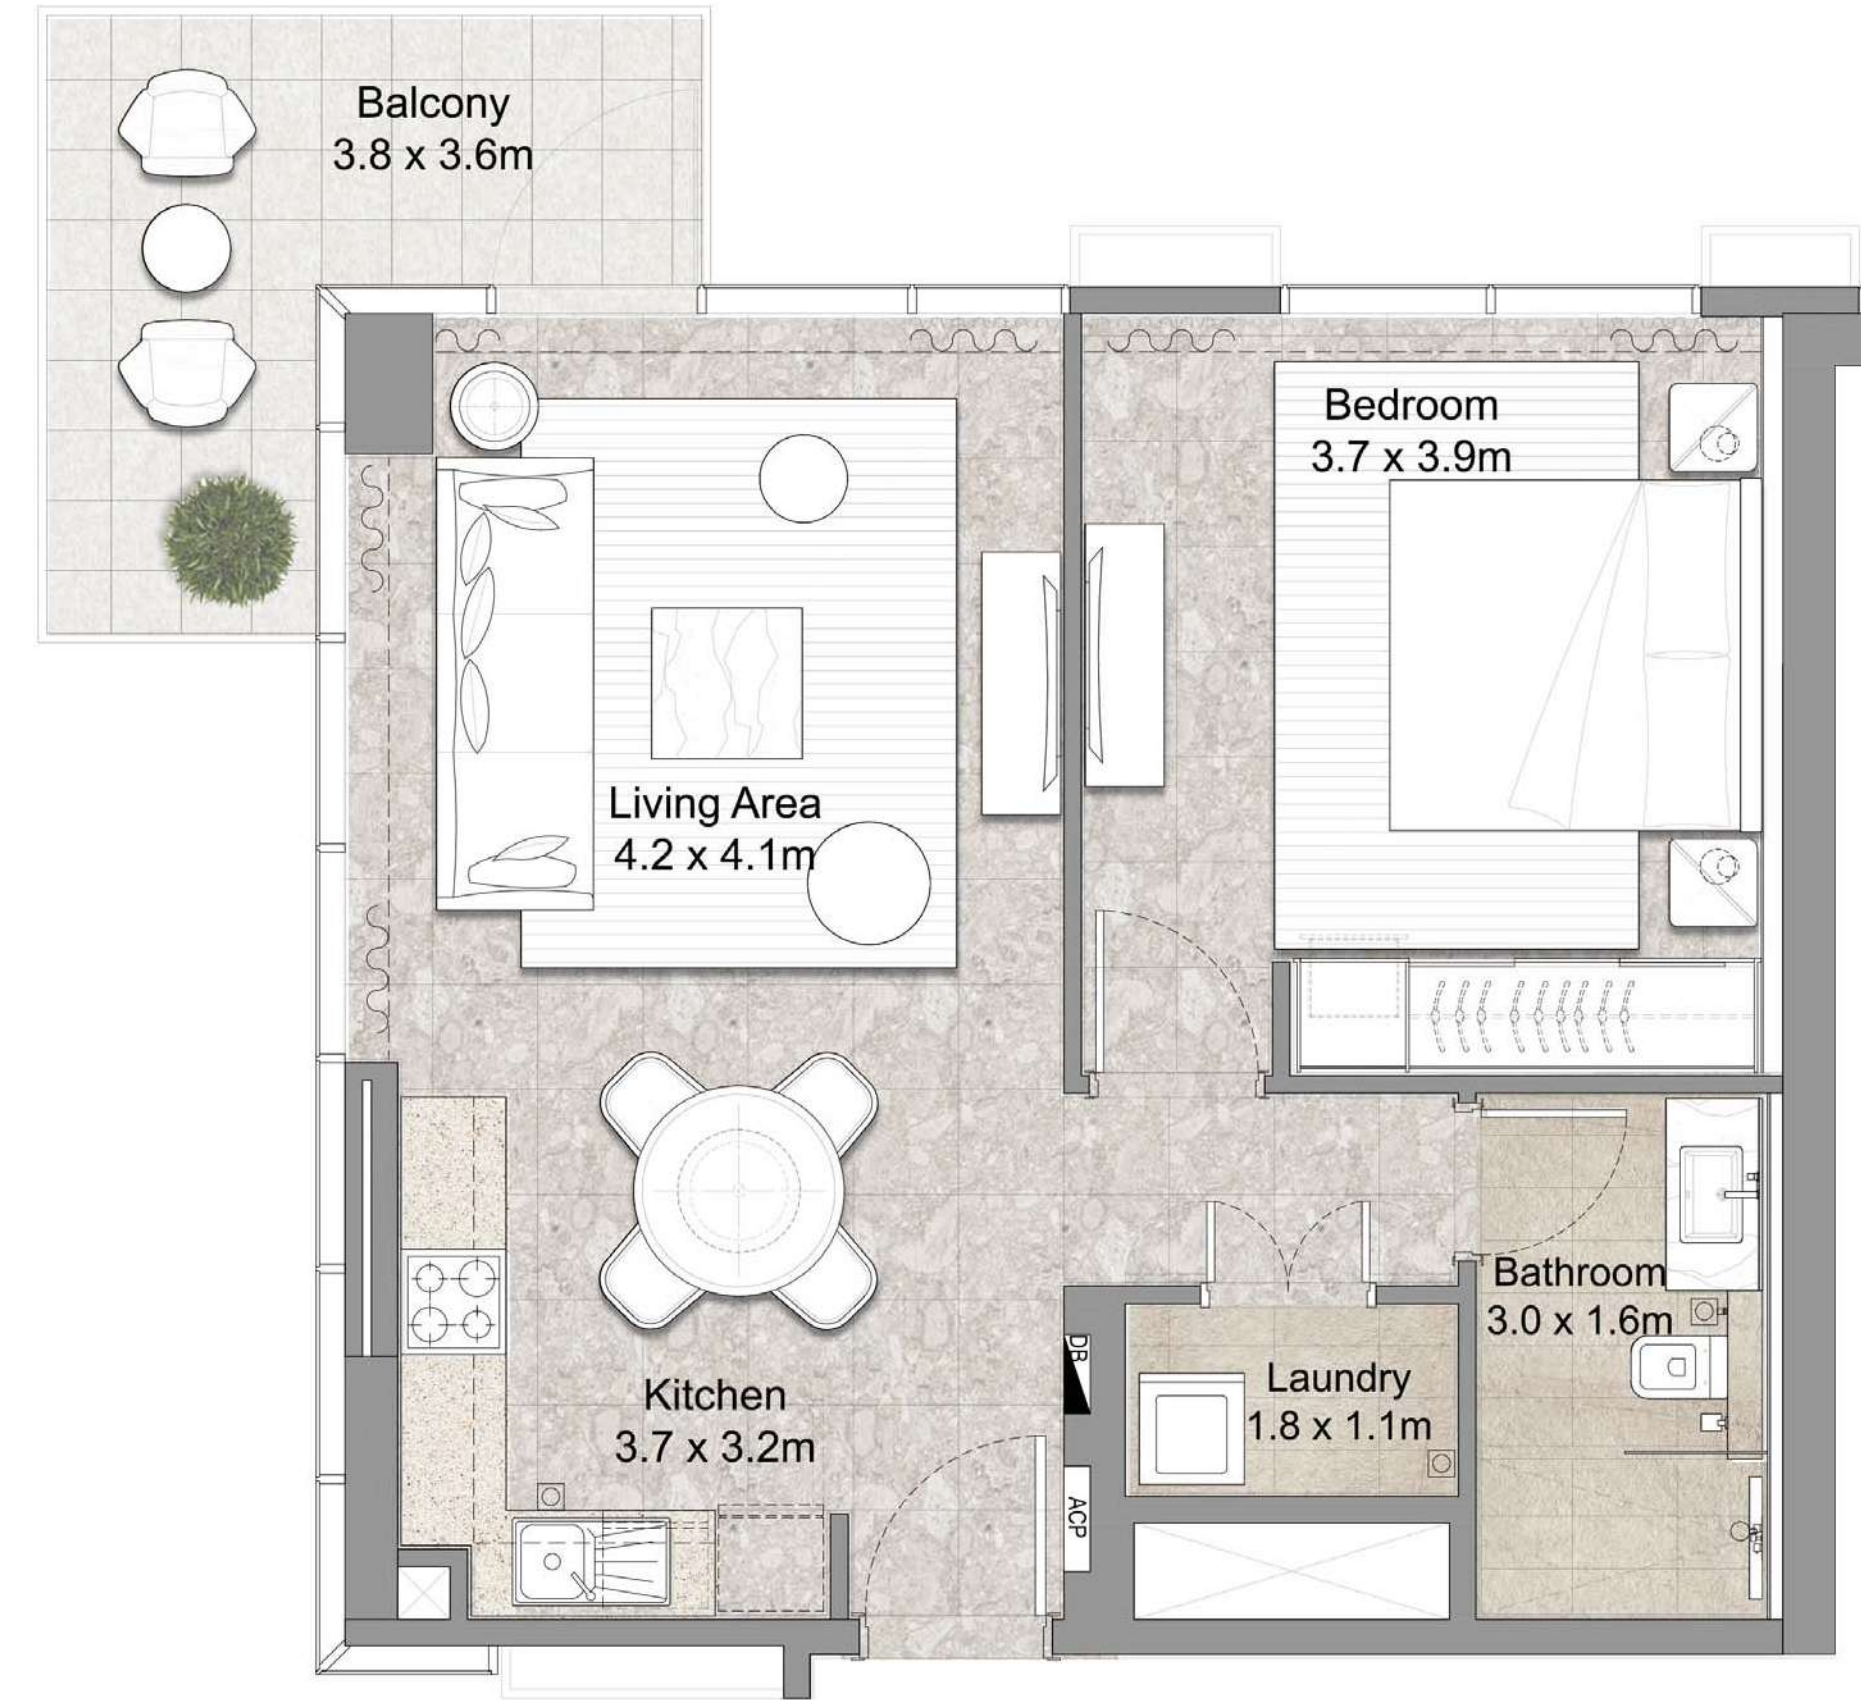 Balcony
3.8 x 3.6m
Bedroom
3.7 x 3.9m
Living Area
4.2 x 4.1m
Bathroom
3.0 x 1.6m
DB
Laundry
1.8 x 1.1m
Kitchen
3.7 x 3.2m
ACP